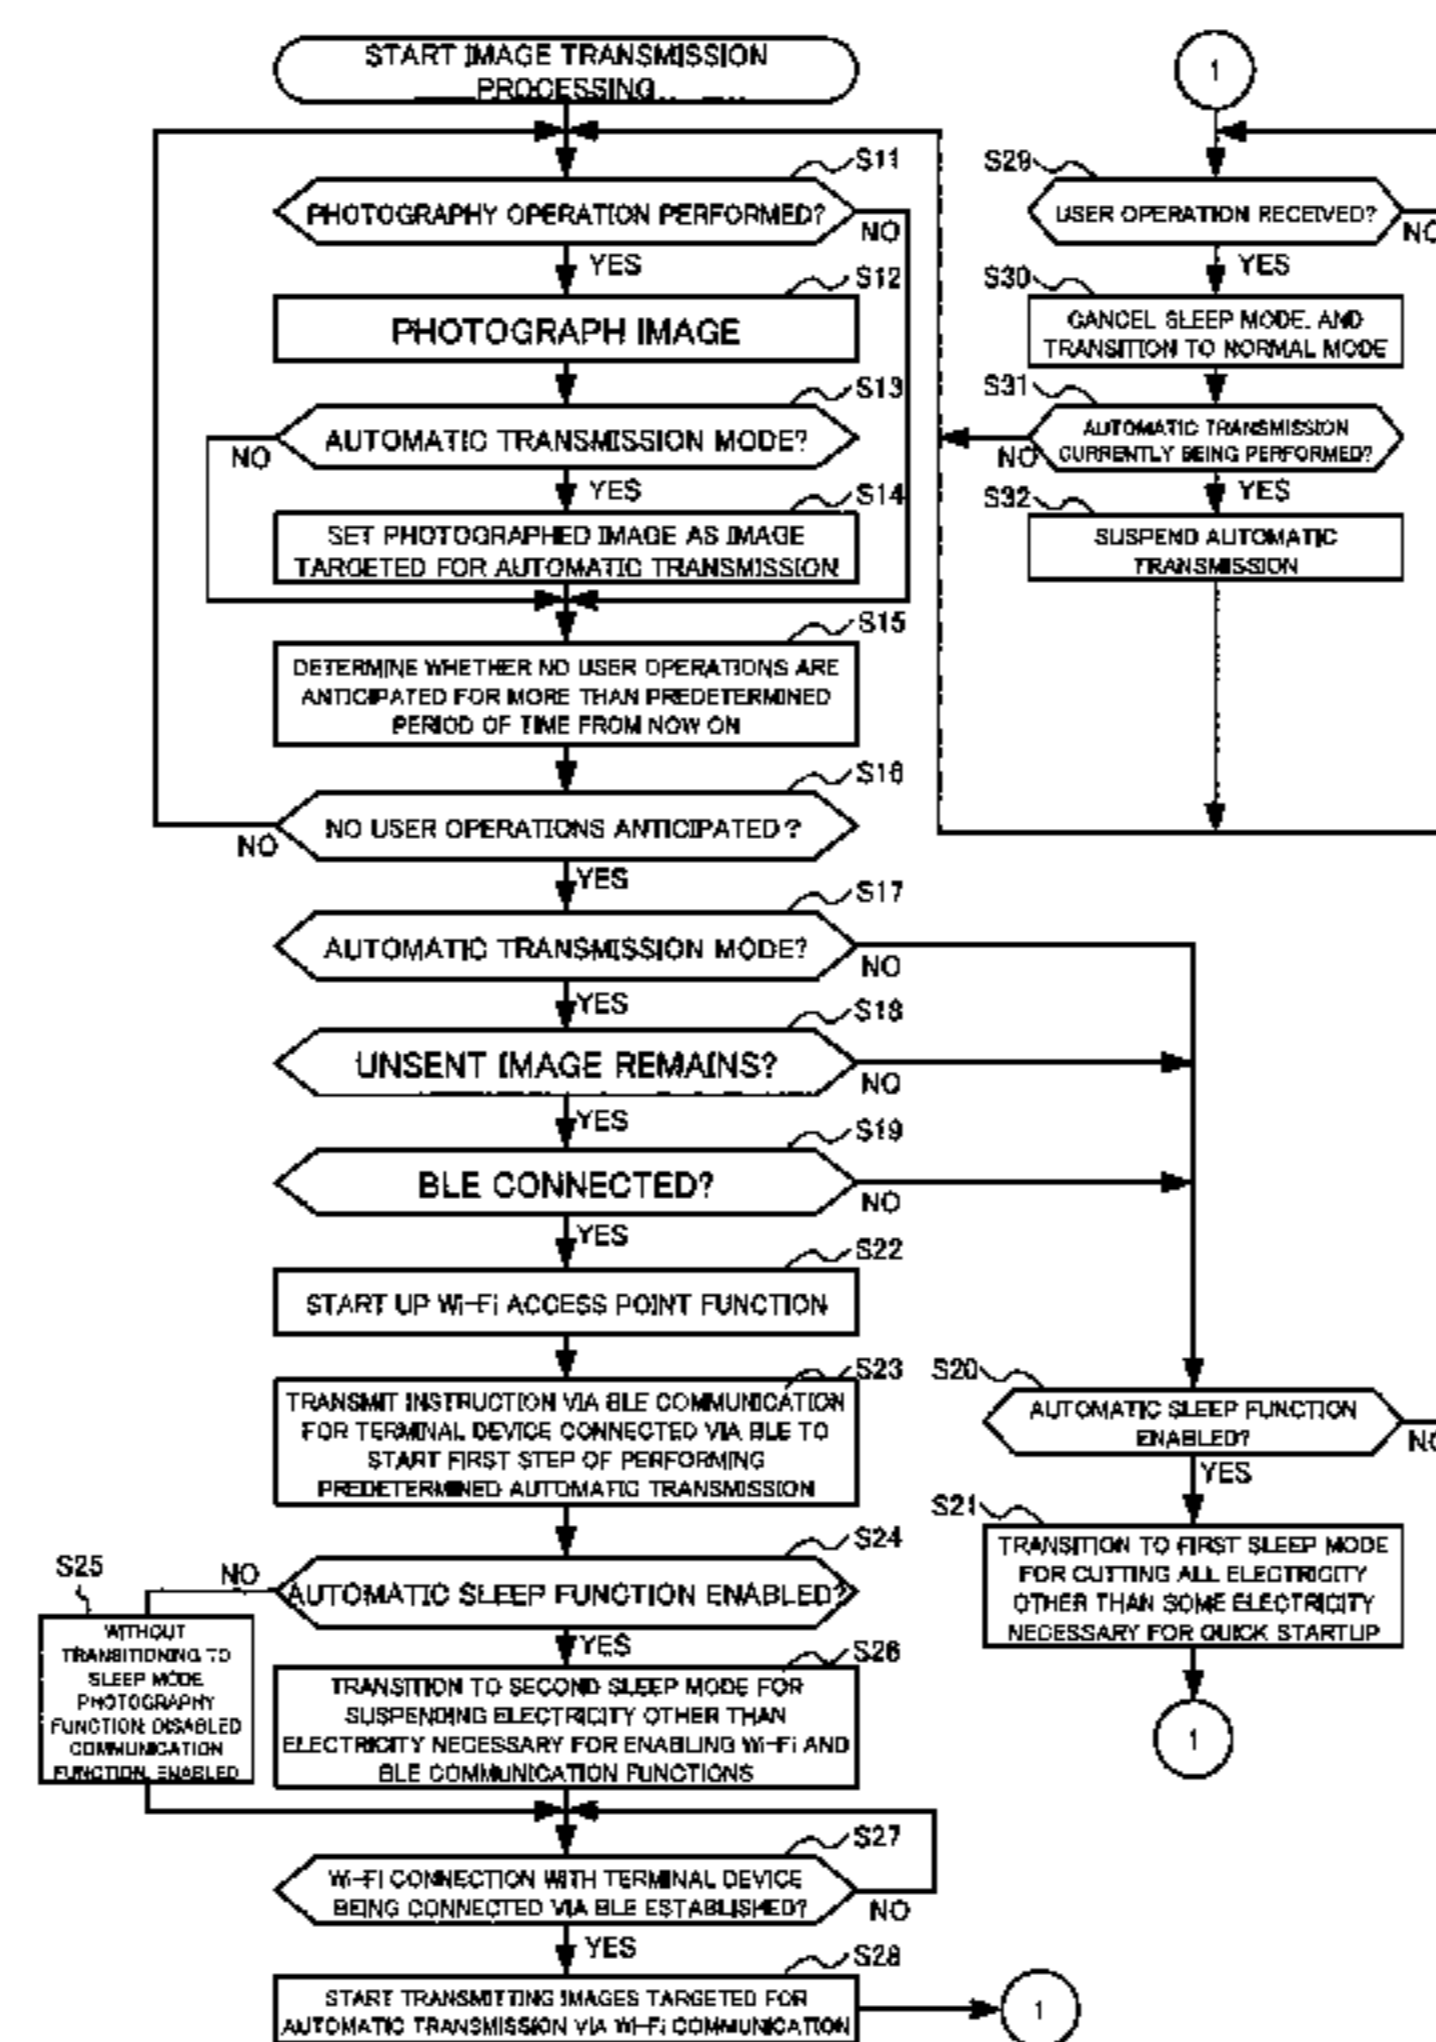 START IMAGE TRANSMISSION
PROCESSING
S11
PHOTOGRAPHY OPERATION PERFORMED?
NO
YES
S12
PHOTOGRAPH IMAGE
S13
AUTOMATIC TRANSMISSION MODE?
NO
YES
S14
SET PHOTOGRAPHED IMAGE AS IMAGE
TARGETED FOR AUTOMATIC TRANSMISSION
S15
DETERMINE WHETHER NO USER OPERATIONS ARE
ANTICIPATED FOR MORE THAN PREDETERMINED
PERIOD OF TIME FROM NOW ON
S16
NO USER OPERATIONS ANTICIPATED?
NO
YES
S17
AUTOMATIC TRANSMISSION MODE?
NO
YES
S18
UNSENT IMAGE REMAINS?
NO
YES
S19
BLE CONNECTED?
NO
YES
S22
START UP Wi-Fi ACCESS POINT FUNCTION
S23
TRANSMIT INSTRUCTION VIA BLE COMMUNICATION
FOR TERMINAL DEVICE CONNECTED VIA BLE TO
START FIRST STEP OF PERFORMING
PREDETERMINED AUTOMATIC TRANSMISSION
S24
AUTOMATIC SLEEP FUNCTION ENABLED?
NO
YES
S25
WITHOUT
TRANSITIONING TO
SLEEP MODE
PHOTOGRAPHY
FUNCTION: DISABLED
COMMUNICATION
FUNCTION: ENABLED
S26
TRANSITION TO SECOND SLEEP MODE FOR
SUSPENDING ELECTRICITY OTHER THAN
ELECTRICITY NECESSARY FOR ENABLING Wi-Fi AND
BLE COMMUNICATION FUNCTIONS
S27
Wi-Fi CONNECTION WITH TERMINAL DEVICE
BEING CONNECTED VIA BLE ESTABLISHED?
NO
YES
S28
START TRANSMITTING IMAGES TARGETED FOR
AUTOMATIC TRANSMISSION VIA Wi-Fi COMMUNICATION
1
1
S29
USER OPERATION RECEIVED?
NO
YES
S30
CANCEL SLEEP MODE, AND
TRANSITION TO NORMAL MODE
S31
AUTOMATIC TRANSMISSION
CURRENTLY BEING PERFORMED?
NO
YES
S32
SUSPEND AUTOMATIC
TRANSMISSION
S20
AUTOMATIC SLEEP FUNCTION
ENABLED?
NO
YES
S21
TRANSITION TO FIRST SLEEP MODE
FOR CUTTING ALL ELECTRICITY
OTHER THAN SOME ELECTRICITY
NECESSARY FOR QUICK STARTUP
1